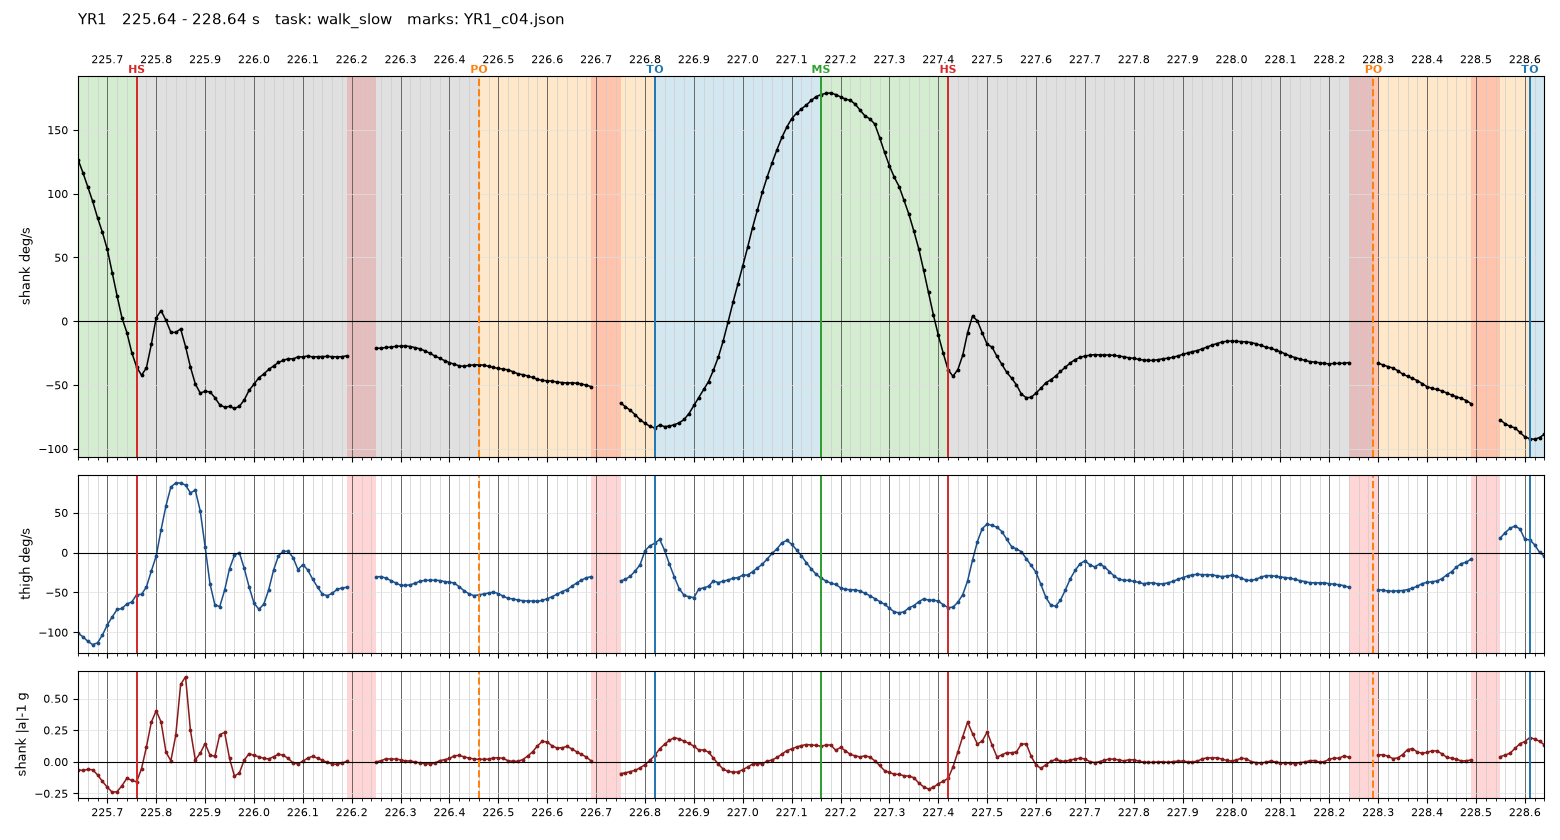 YR1 225.64 - 228.64 s task: walk_slow marks: YR1_c04.json
225.7 225.8 225.9 226.0 226.1 226.2 226.3 226.4 226.5 226.6 226.7 226.8 226.9 227.0 227.1 227.2 227.3 227.4 227.5 227.6 227.7 227.8 227.9 228.0 228.1 228.2 228.3 228.4 228.5 228.6
HS PO TO MS HS PO TO
shank deg/s
150
100
50
0
−50
−100
thigh deg/s
50
0
−50
−100
shank |a|-1 g
0.50
0.25
0.00
−0.25
225.7 225.8 225.9 226.0 226.1 226.2 226.3 226.4 226.5 226.6 226.7 226.8 226.9 227.0 227.1 227.2 227.3 227.4 227.5 227.6 227.7 227.8 227.9 228.0 228.1 228.2 228.3 228.4 228.5 228.6